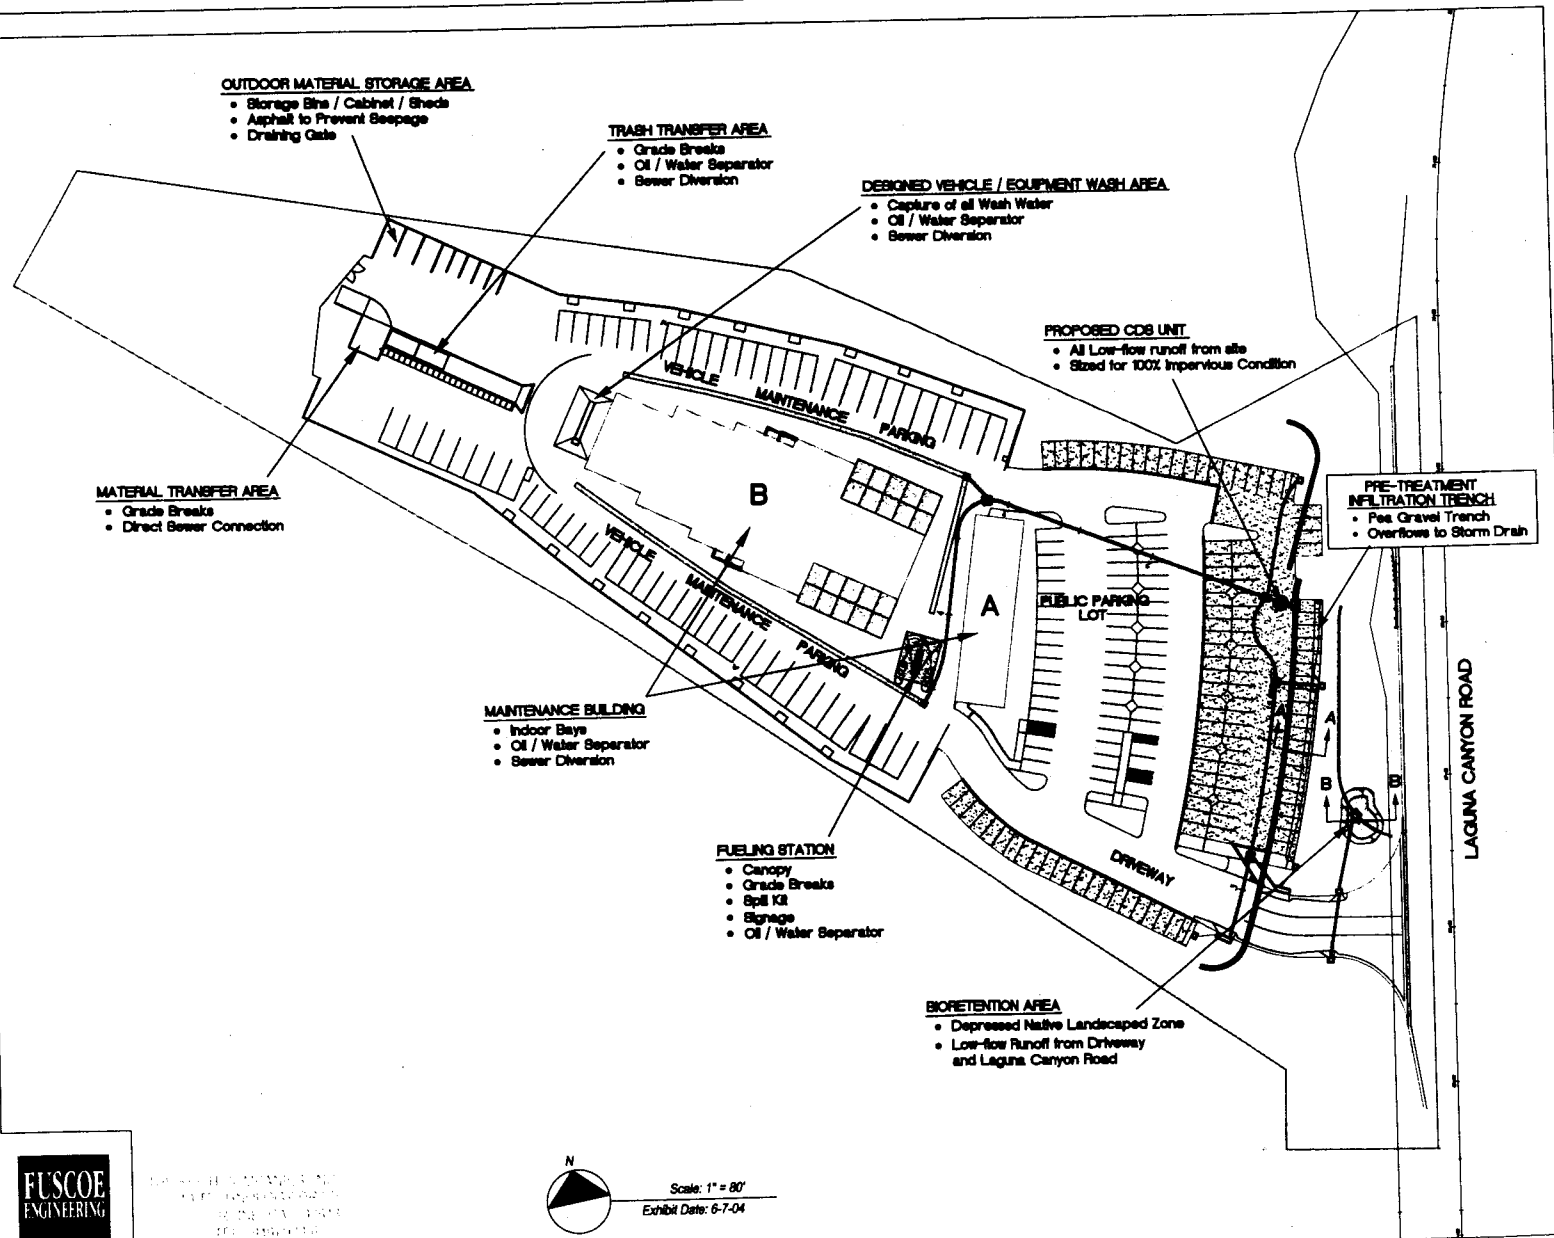 OUTDOOR MATERIAL STORAGE AREA
• Storage Bins / Cabinet / Sheds
• Asphalt to Prevent Seepage
• Draining Gate
TRASH TRANSFER AREA
• Grade Breaks
• Oil / Water Separator
• Sewer Diversion
DESIGNED VEHICLE / EQUIPMENT WASH AREA
• Capture of all Wash Water
• Oil / Water Separator
• Sewer Diversion
PROPOSED CDS UNIT
• All Low-flow runoff from site
• Sized for 100% Impervious Condition
PRE-TREATMENT
INFILTRATION TRENCH
• Pea Gravel Trench
• Overflows to Storm Drain
MATERIAL TRANSFER AREA
• Grade Breaks
• Direct Sewer Connection
VEHICLE MAINTENANCE PARKING
B
VEHICLE MAINTENANCE PARKING
A
PUBLIC PARKING
LOT
MAINTENANCE BUILDING
• Indoor Bays
• Oil / Water Separator
• Sewer Diversion
A
A
B
B
LAGUNA CANYON ROAD
FUELING STATION
• Canopy
• Grade Breaks
• Spill Kit
• Signage
• Oil / Water Separator
DRIVEWAY
BIORETENTION AREA
• Depressed Native Landscaped Zone
• Low-flow Runoff from Driveway
and Laguna Canyon Road
FUSCOE
ENGINEERING
N
Scale: 1" = 80'
Exhibit Date: 6-7-04